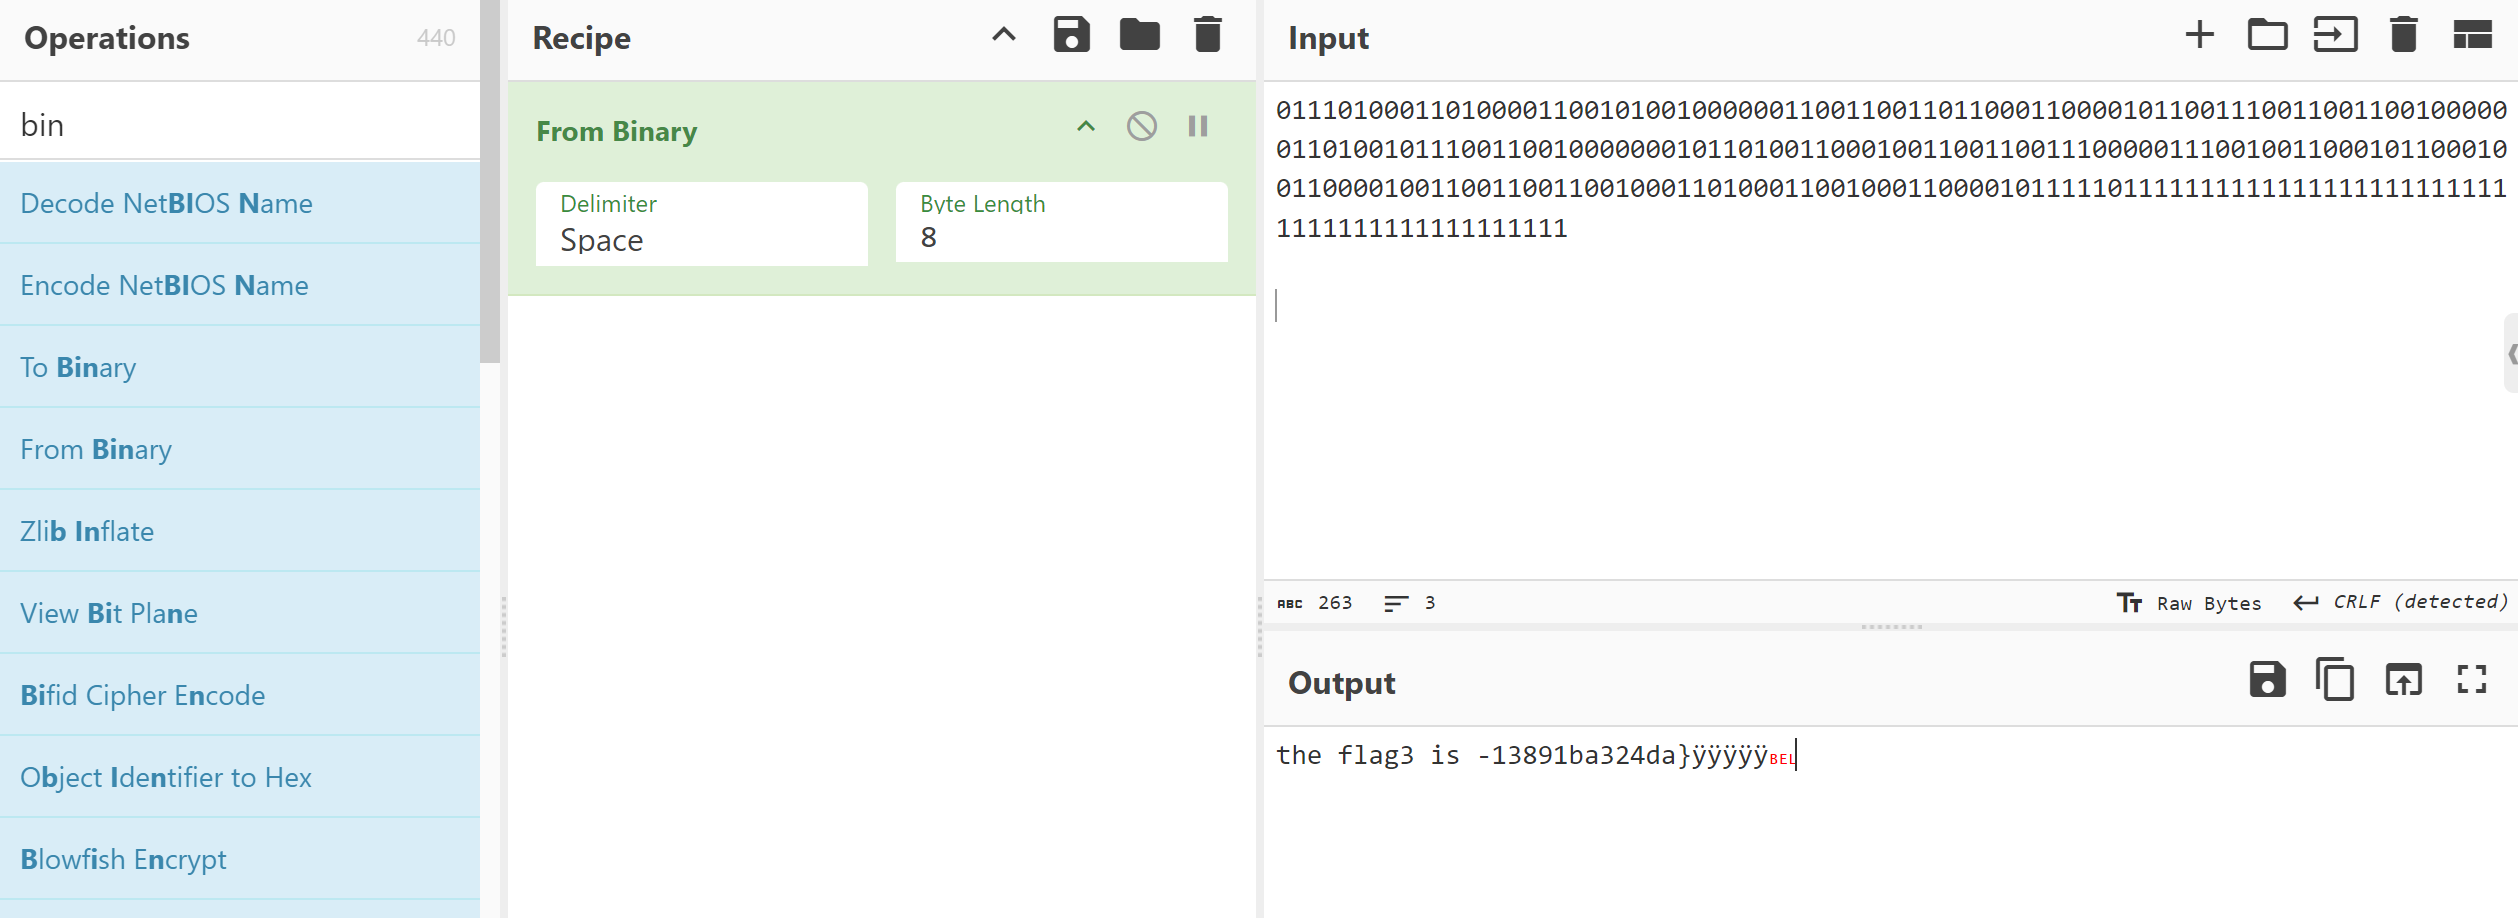 Operations 440
bin
Decode NetBIOS Name
Encode NetBIOS Name
To Binary
From Binary
Zlib Inflate
View Bit Plane
Bifid Cipher Encode
Object Identifier to Hex
Blowfish Encrypt
Recipe
From Binary
Delimiter
Space
Byte Length
8
Input
01110100011010000110010100100000011001100110110001100001011001110011001100100000
01101001011100110010000000101101001100010011001100111000001110010011000101100010
01100001001100110011001000110100011001000110000101111101111111111111111111111111
1111111111111111111
ABC 263 3
Tт Raw Bytes CRLF (detected)
Output
the flag3 is -13891ba324da}ÿÿÿÿÿBEL